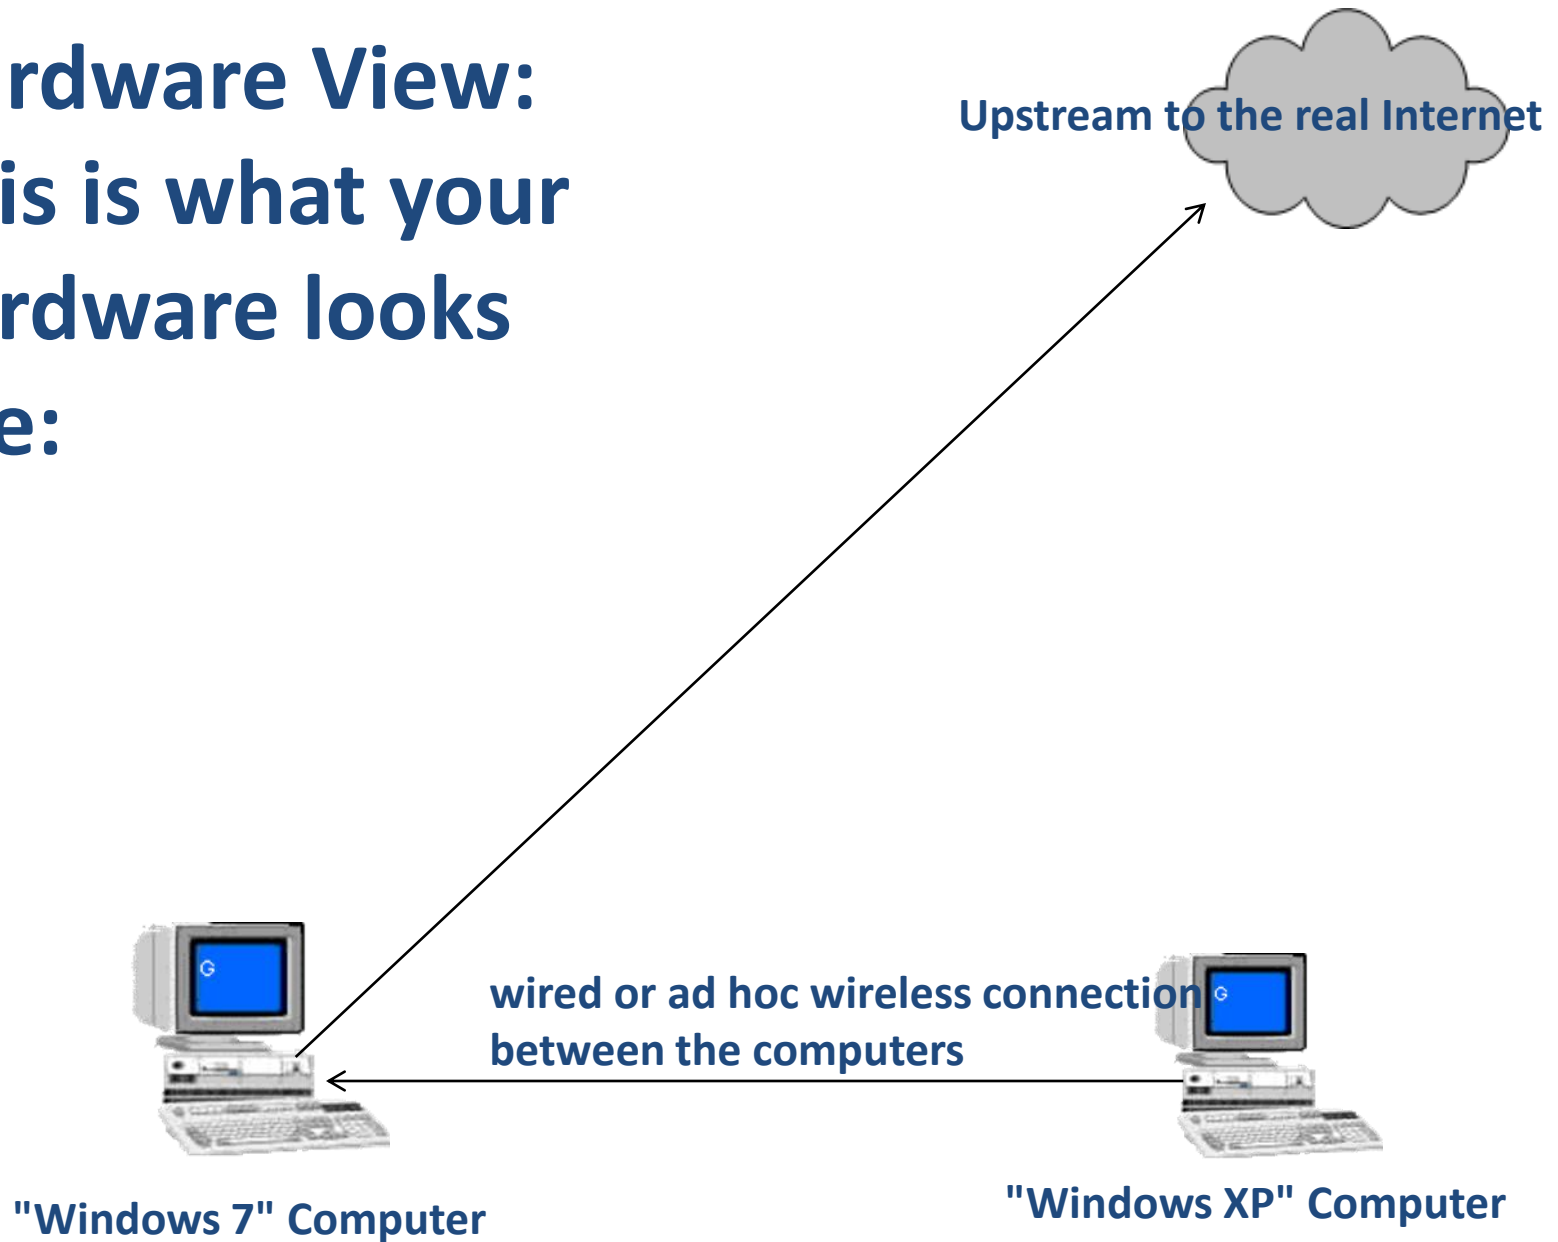 rdware View:
is is what your
rdware looks
e:
Upstream to the real Internet
G
wired or ad hoc wireless connection
between the computers
G
"Windows 7" Computer
"Windows XP" Computer